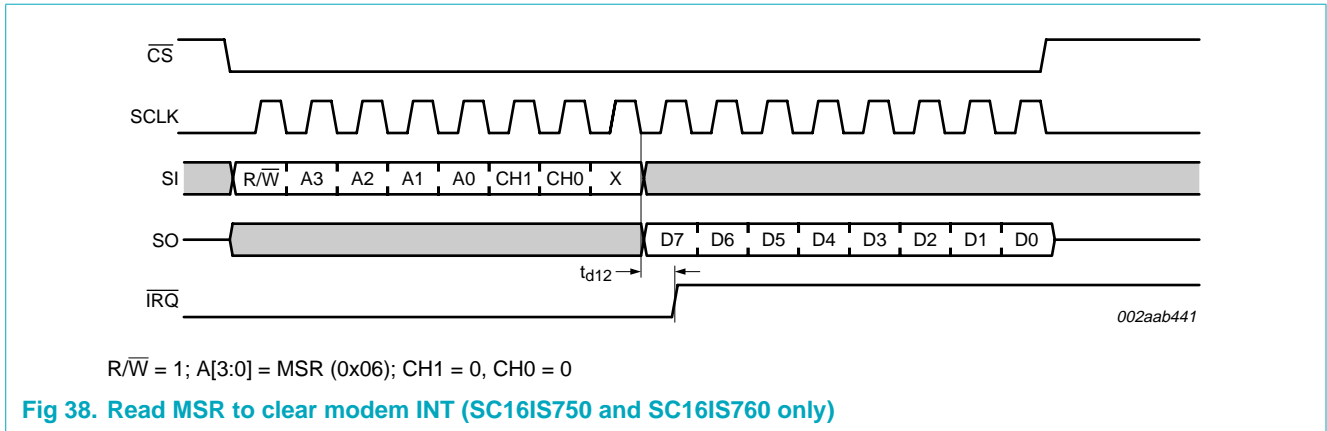 CS
SCLK
SI R/W A3 A2 A1 A0 CH1 CH0 X
SO D7 D6 D5 D4 D3 D2 D1 D0
td12
IRQ
002aab441
R/W = 1; A[3:0] = MSR (0x06); CH1 = 0, CH0 = 0
Fig 38. Read MSR to clear modem INT (SC16IS750 and SC16IS760 only)